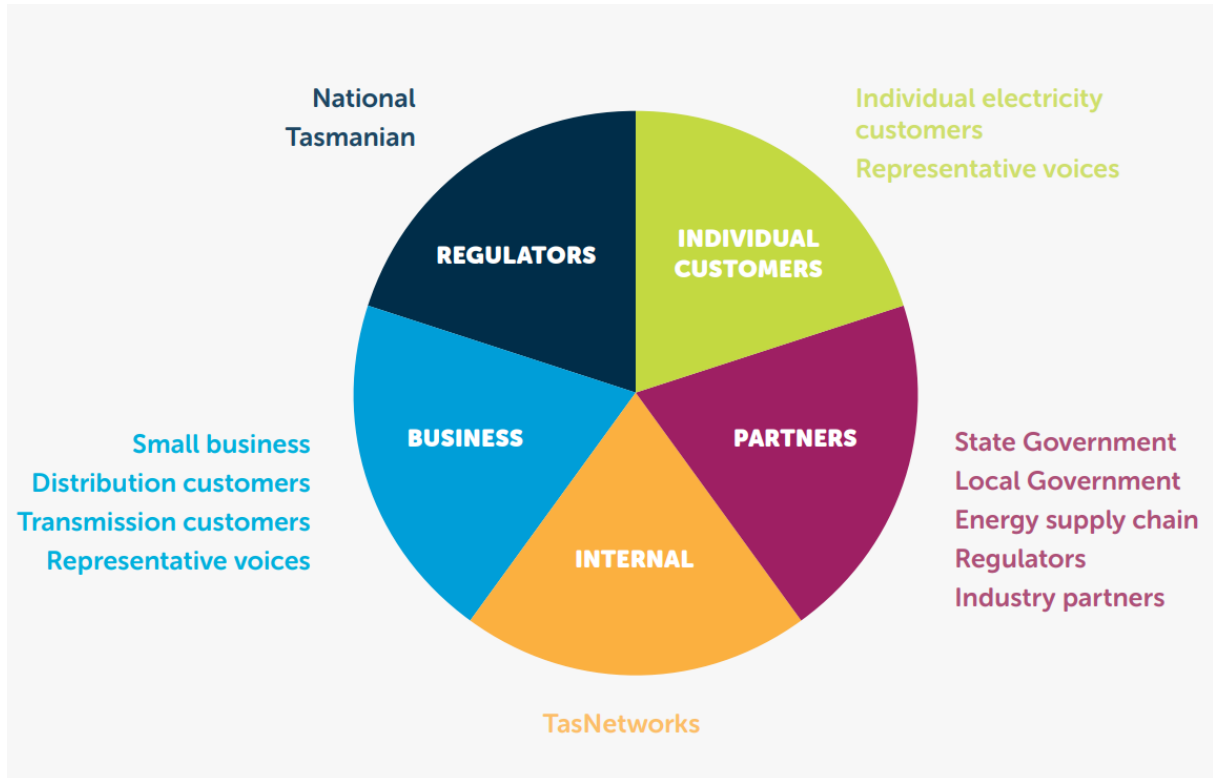 National
Tasmanian
Individual electricity
customers
Representative voices
REGULATORS
INDIVIDUAL
CUSTOMERS
BUSINESS
PARTNERS
INTERNAL
Small business
Distribution customers
Transmission customers
Representative voices
State Government
Local Government
Energy supply chain
Regulators
Industry partners
TasNetworks